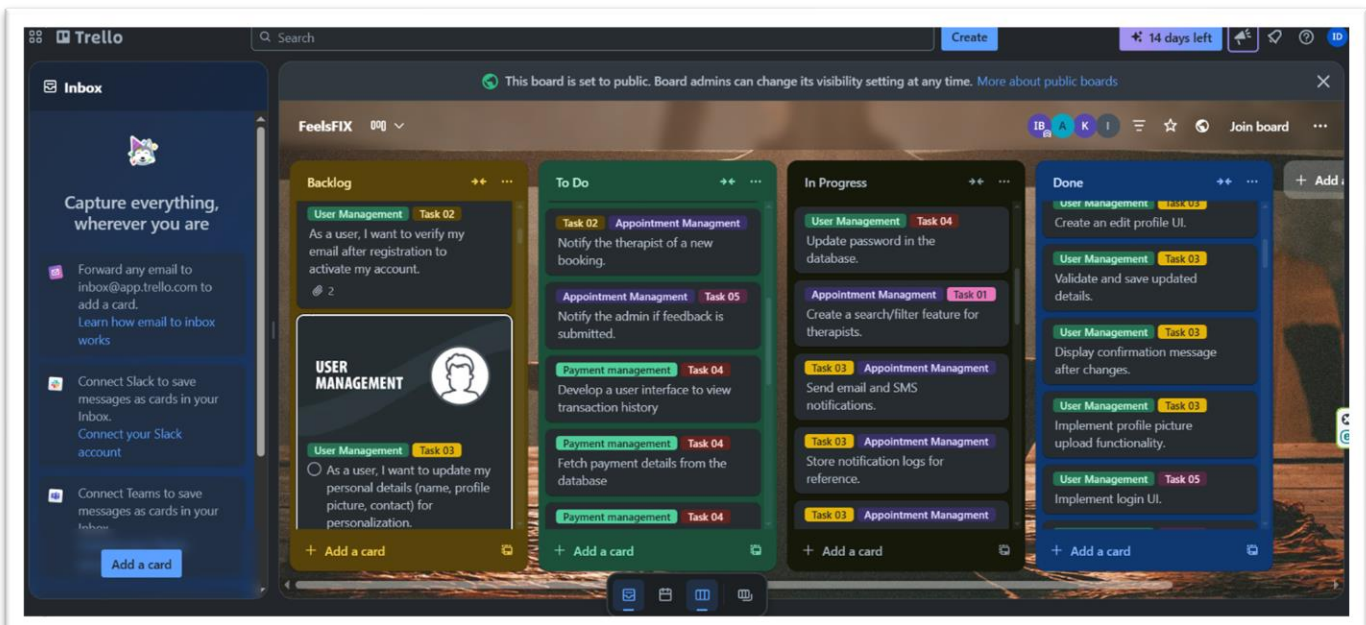 Trello
Search
Create
14 days left
ID
Inbox
This board is set to public. Board admins can change its visibility setting at any time. More about public boards
FeelsFIX
IB A K I
Join board
Capture everything,
wherever you are
Forward any email to
inbox@app.trello.com to
add a card.
Learn how email to inbox
works
Connect Slack to save
messages as cards in your
Inbox.
Connect your Slack
account
Connect Teams to save
messages as cards in your
Inbox.
Add a card
Backlog
User Management Task 02
As a user, I want to verify my
email after registration to
activate my account.
2
USER
MANAGEMENT
User Management Task 03
As a user, I want to update my
personal details (name, profile
picture, contact) for
personalization.
+ Add a card
To Do
Task 02 Appointment Managment
Notify the therapist of a new
booking.
Appointment Managment Task 05
Notify the admin if feedback is
submitted.
Payment management Task 04
Develop a user interface to view
transaction history
Payment management Task 04
Fetch payment details from the
database
Payment management Task 04
+ Add a card
In Progress
User Management Task 04
Update password in the
database.
Appointment Managment Task 01
Create a search/filter feature for
therapists.
Task 03 Appointment Managment
Send email and SMS
notifications.
Task 03 Appointment Managment
Store notification logs for
reference.
Task 03 Appointment Managment
+ Add a card
Done
User Management Task 03
Create an edit profile UI.
User Management Task 03
Validate and save updated
details.
User Management Task 03
Display confirmation message
after changes.
User Management Task 03
Implement profile picture
upload functionality.
User Management Task 05
Implement login UI.
+ Add a card
+ Add